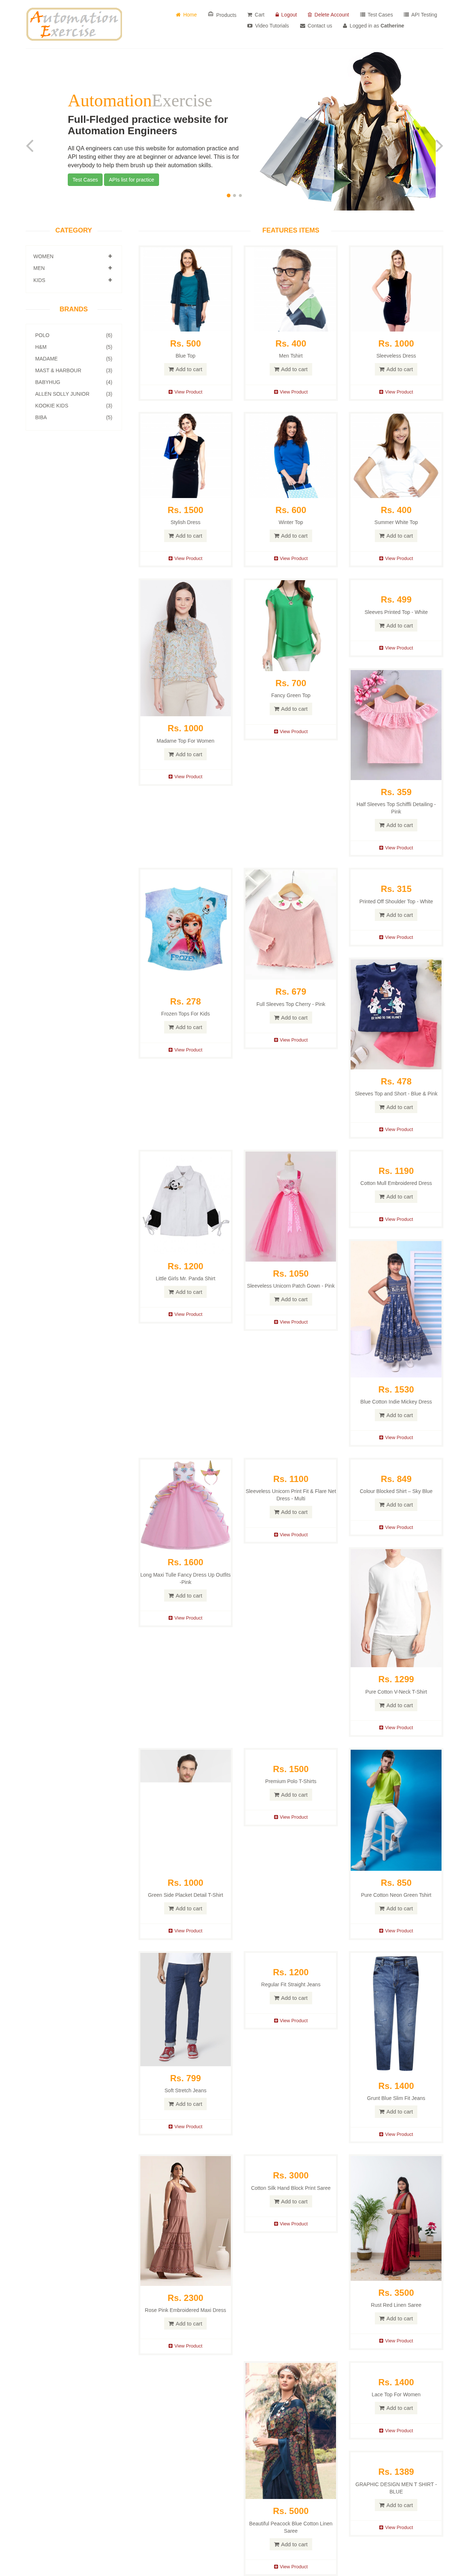 Automation
Exercise
Home
Products
Cart
Logout
Delete Account
Test Cases
API Testing
Video Tutorials
Contact us
Logged in as Catherine
AutomationExercise
Full-Fledged practice website for
Automation Engineers
All QA engineers can use this website for automation practice and
API testing either they are at beginner or advance level. This is for
everybody to help them brush up their automation skills.
Test Cases
APIs list for practice
CATEGORY
WOMEN
MEN
KIDS
BRANDS
POLO (6)
H&M (5)
MADAME (5)
MAST & HARBOUR (3)
BABYHUG (4)
ALLEN SOLLY JUNIOR (3)
KOOKIE KIDS (3)
BIBA (5)
FEATURES ITEMS
Rs. 500
Blue Top
Add to cart
View Product
Rs. 400
Men Tshirt
Add to cart
View Product
Rs. 1000
Sleeveless Dress
Add to cart
View Product
Rs. 1500
Stylish Dress
Add to cart
View Product
Rs. 600
Winter Top
Add to cart
View Product
Rs. 400
Summer White Top
Add to cart
View Product
Rs. 1000
Madame Top For Women
Add to cart
View Product
Rs. 700
Fancy Green Top
Add to cart
View Product
Rs. 499
Sleeves Printed Top - White
Add to cart
View Product
Rs. 359
Half Sleeves Top Schiffli Detailing -
Pink
Add to cart
View Product
FROZEN
Rs. 278
Frozen Tops For Kids
Add to cart
View Product
Rs. 679
Full Sleeves Top Cherry - Pink
Add to cart
View Product
Rs. 315
Printed Off Shoulder Top - White
Add to cart
View Product
Rs. 478
Sleeves Top and Short - Blue & Pink
Add to cart
View Product
Rs. 1200
Little Girls Mr. Panda Shirt
Add to cart
View Product
Rs. 1050
Sleeveless Unicorn Patch Gown - Pink
Add to cart
View Product
Rs. 1190
Cotton Mull Embroidered Dress
Add to cart
View Product
Rs. 1530
Blue Cotton Indie Mickey Dress
Add to cart
View Product
Rs. 1600
Long Maxi Tulle Fancy Dress Up Outfits
-Pink
Add to cart
View Product
Rs. 1100
Sleeveless Unicorn Print Fit & Flare Net
Dress - Multi
Add to cart
View Product
Rs. 849
Colour Blocked Shirt – Sky Blue
Add to cart
View Product
Rs. 1299
Pure Cotton V-Neck T-Shirt
Add to cart
View Product
Rs. 1000
Green Side Placket Detail T-Shirt
Add to cart
View Product
Rs. 1500
Premium Polo T-Shirts
Add to cart
View Product
Rs. 850
Pure Cotton Neon Green Tshirt
Add to cart
View Product
Rs. 799
Soft Stretch Jeans
Add to cart
View Product
Rs. 1200
Regular Fit Straight Jeans
Add to cart
View Product
Rs. 1400
Grunt Blue Slim Fit Jeans
Add to cart
View Product
Rs. 2300
Rose Pink Embroidered Maxi Dress
Add to cart
View Product
Rs. 3000
Cotton Silk Hand Block Print Saree
Add to cart
View Product
Rs. 3500
Rust Red Linen Saree
Add to cart
View Product
Rs. 5000
Beautiful Peacock Blue Cotton Linen
Saree
Add to cart
View Product
Rs. 1400
Lace Top For Women
Add to cart
View Product
Rs. 1389
GRAPHIC DESIGN MEN T SHIRT -
BLUE
Add to cart
View Product